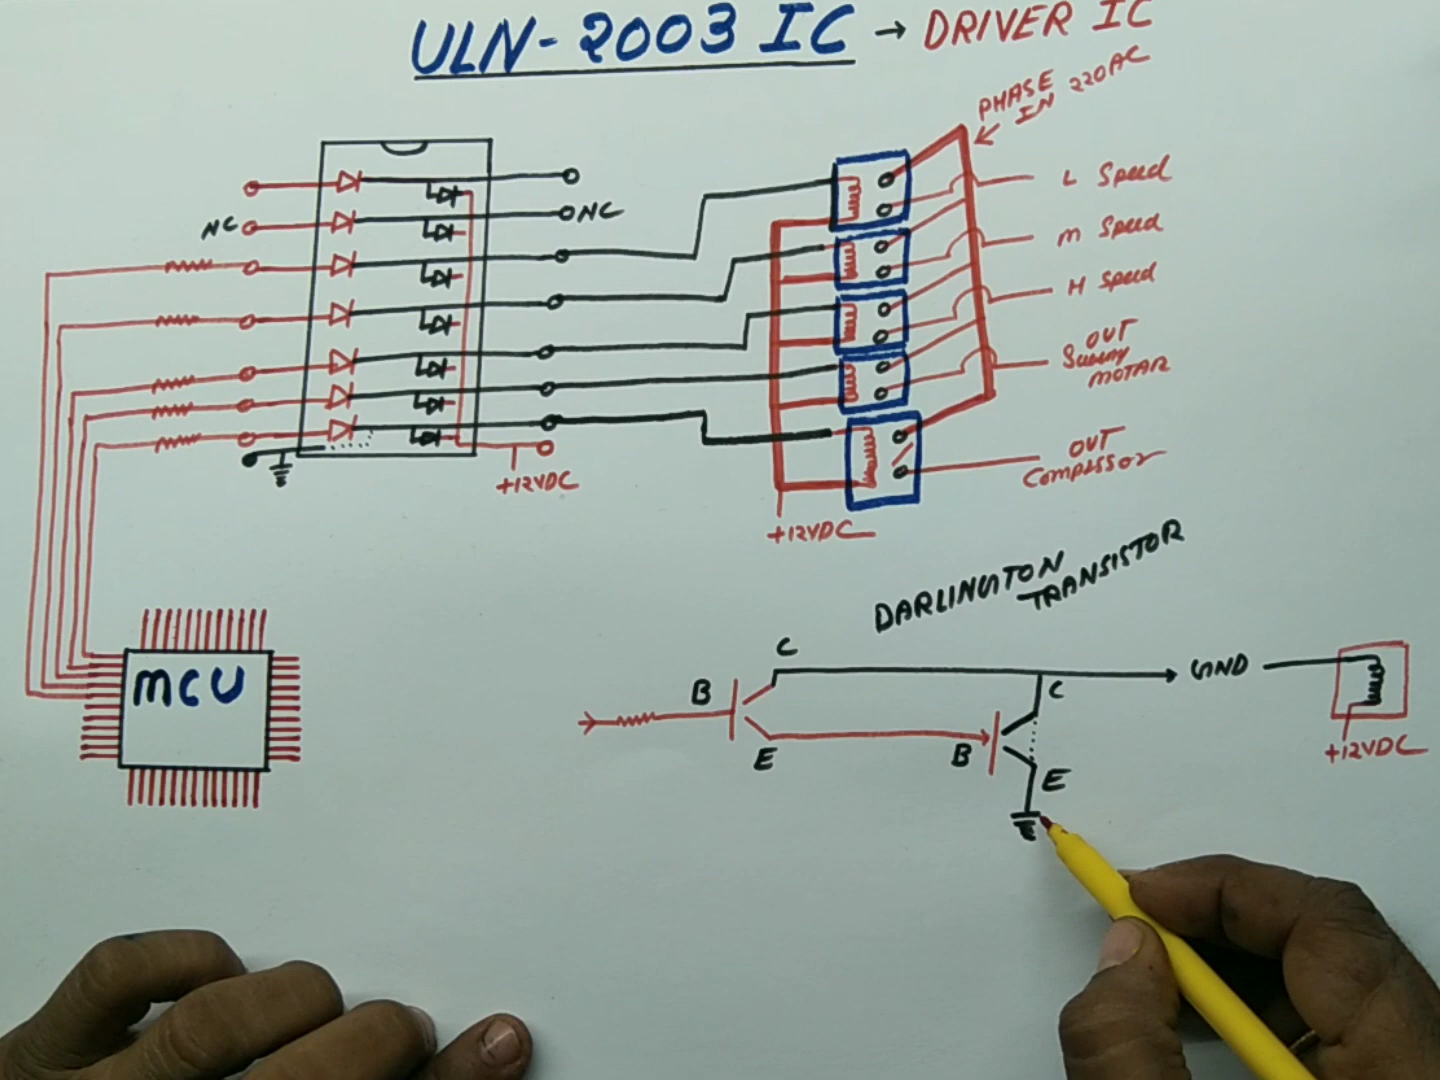 ULN-2003 IC → DRIVER IC
PHASE
IN 220AC
L Speed
NC
NC
M Speed
H Speed
OUT
MOTAR
OUT
Comprssor
+12VDC
+12VDC
DARLINGTON
TRANSISTOR
MCU
B
C
E
B
C
E
GND
+12VDC